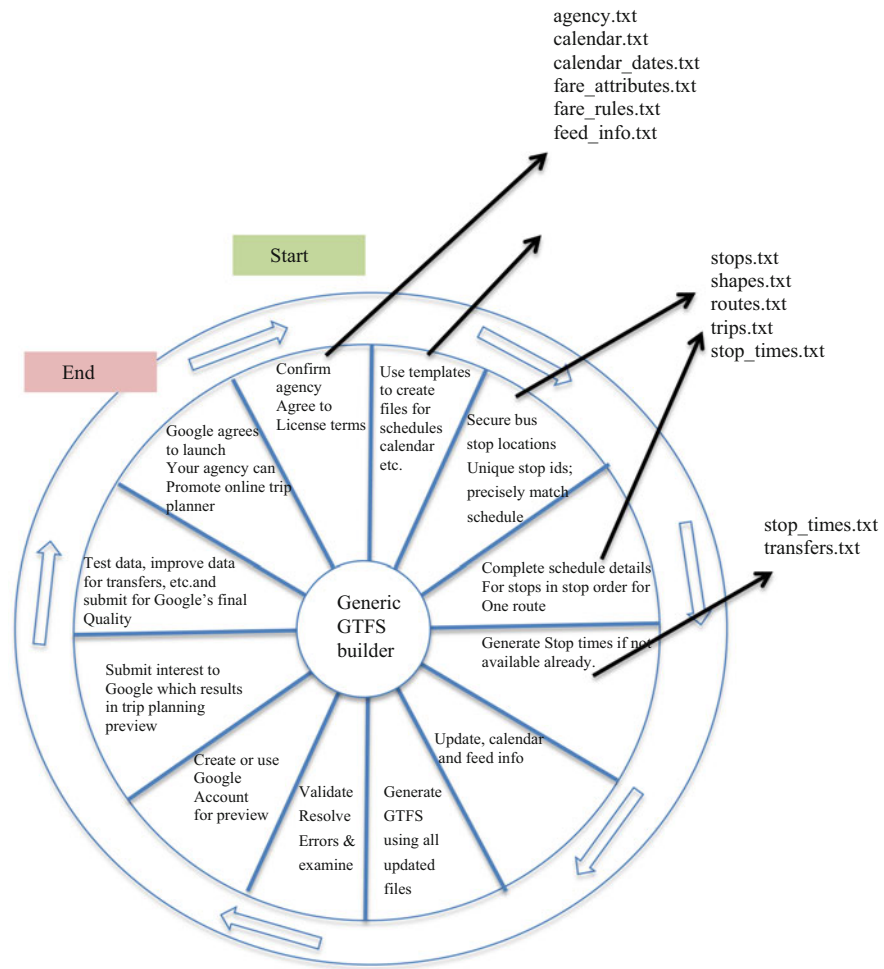 agency.txt
calendar.txt
calendar_dates.txt
fare_attributes.txt
fare_rules.txt
feed_info.txt
Start
End
stops.txt
shapes.txt
routes.txt
trips.txt
stop_times.txt
stop_times.txt
transfers.txt
Confirm
agency
Agree to
License terms
Use templates
to create
files for
schedules
calendar
etc.
Secure bus
stop locations
Unique stop ids;
precisely match
schedule
Complete schedule details
For stops in stop order for
One route
Generate Stop times if not
available already.
Update, calendar
and feed info
Generate
GTFS
using all
updated
files
Validate
Resolve
Errors &
examine
Create or use
Google
Account
for preview
Submit interest to
Google which results
in trip planning
preview
Test data, improve data
for transfers, etc.and
submit for Google's final
Quality
Google agrees
to launch
Your agency can
Promote online trip
planner
Generic
GTFS
builder